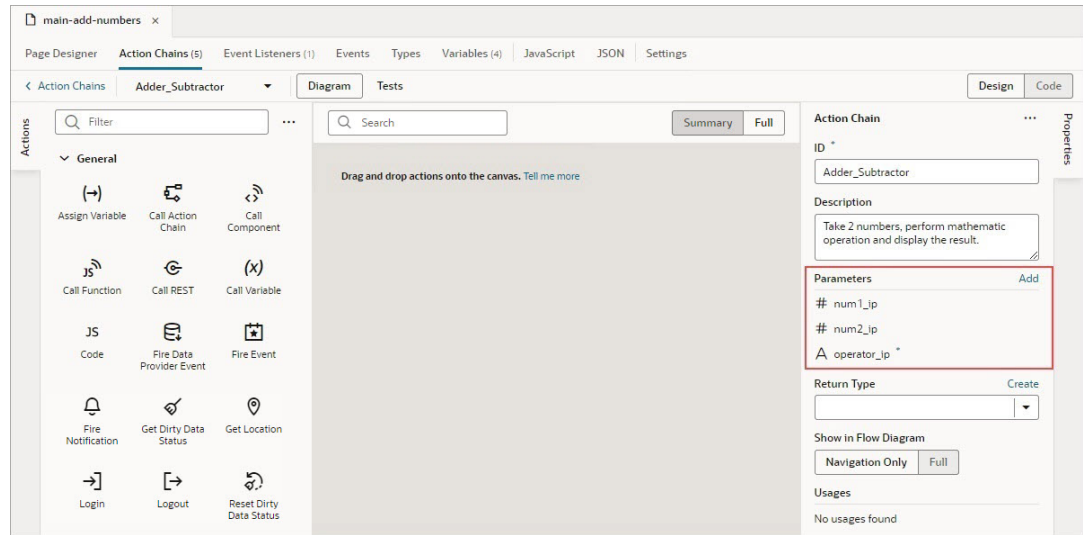 main-add-numbers ×
Page Designer Action Chains (5) Event Listeners (1) Events Types Variables (4) JavaScript JSON Settings
< Action Chains Adder_Subtractor Diagram Tests Design Code
Actions
Filter ...
General
(→) Assign Variable
Call Action Chain
Call Component
JS Call Function
Call REST
(x) Call Variable
JS Code
Fire Data Provider Event
Fire Event
Fire Notification
Get Dirty Data Status
Get Location
Login
Logout
Reset Dirty Data Status
Search Summary Full
Drag and drop actions onto the canvas. Tell me more
Action Chain ...
ID *
Adder_Subtractor
Description
Take 2 numbers, perform mathematic
operation and display the result.
Parameters Add
# num1_ip
# num2_ip
A operator_ip *
Return Type Create
Show in Flow Diagram
Navigation Only Full
Usages
No usages found
Properties